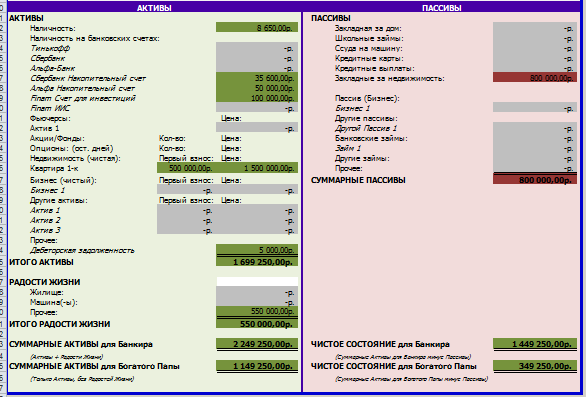 АКТИВЫ ПАССИВЫ
АКТИВЫ ПАССИВЫ
Наличность: 8 650,00р. Закладная за дом: -р.
Наличность на банковских счетах: Школьные займы: -р.
Тинькофф -р. Ссуда на машину: -р.
Сбербанк -р. Кредитные карты: -р.
Альфа-Банк -р. Кредитные выплаты: -р.
Сбербанк Накопительный счет 35 600,00р. Закладные за недвижимость: 800 000,00р.
Альфа Накопительный счет 50 000,00р.
Finam Счет для инвестиций 100 000,00р. Пассив (Бизнес):
Finam ИИС -р. Бизнес 1 -р.
Фьючерсы: Цена: Другие пассивы:
Актив 1 -р. Другой Пассив 1 -р.
Акции/Фонды: Кол-во: Цена: Банковские займы: -р.
Опционы: (ост. дней) Кол-во: Цена: Займ 1 -р.
Недвижимость (чистая): Первый взнос: Цена: Другие займы: -р.
Квартира 1-к 500 000,00р. 1 500 000,00р. Прочее: -р.
Бизнес (чистый): Первый взнос: Цена: СУММАРНЫЕ ПАССИВЫ 800 000,00р.
Бизнес 1 -р. -р.
Другие активы: Первый взнос: Цена:
Актив 1 -р. -р.
Актив 2 -р. -р.
Актив 3 -р. -р.
Прочее:
Дебеторская задолженность 5 000,00р.
ИТОГО АКТИВЫ 1 699 250,00р.
РАДОСТИ ЖИЗНИ
Жилище: -р.
Машина(-ы): -р.
Прочее: 550 000,00р.
ИТОГО РАДОСТИ ЖИЗНИ 550 000,00р.
СУММАРНЫЕ АКТИВЫ для Банкира 2 249 250,00р. ЧИСТОЕ СОСТОЯНИЕ для Банкира 1 449 250,00р.
(Активы + Радости Жизни) (Суммарные Активы для Банкира минус Пассивы)
СУММАРНЫЕ АКТИВЫ для Богатого Папы 1 149 250,00р. ЧИСТОЕ СОСТОЯНИЕ для Богатого Папы 349 250,00р.
(Только Активы, без Радостей Жизни) (Суммарные Активы для Богатого Папы минус Пассивы)